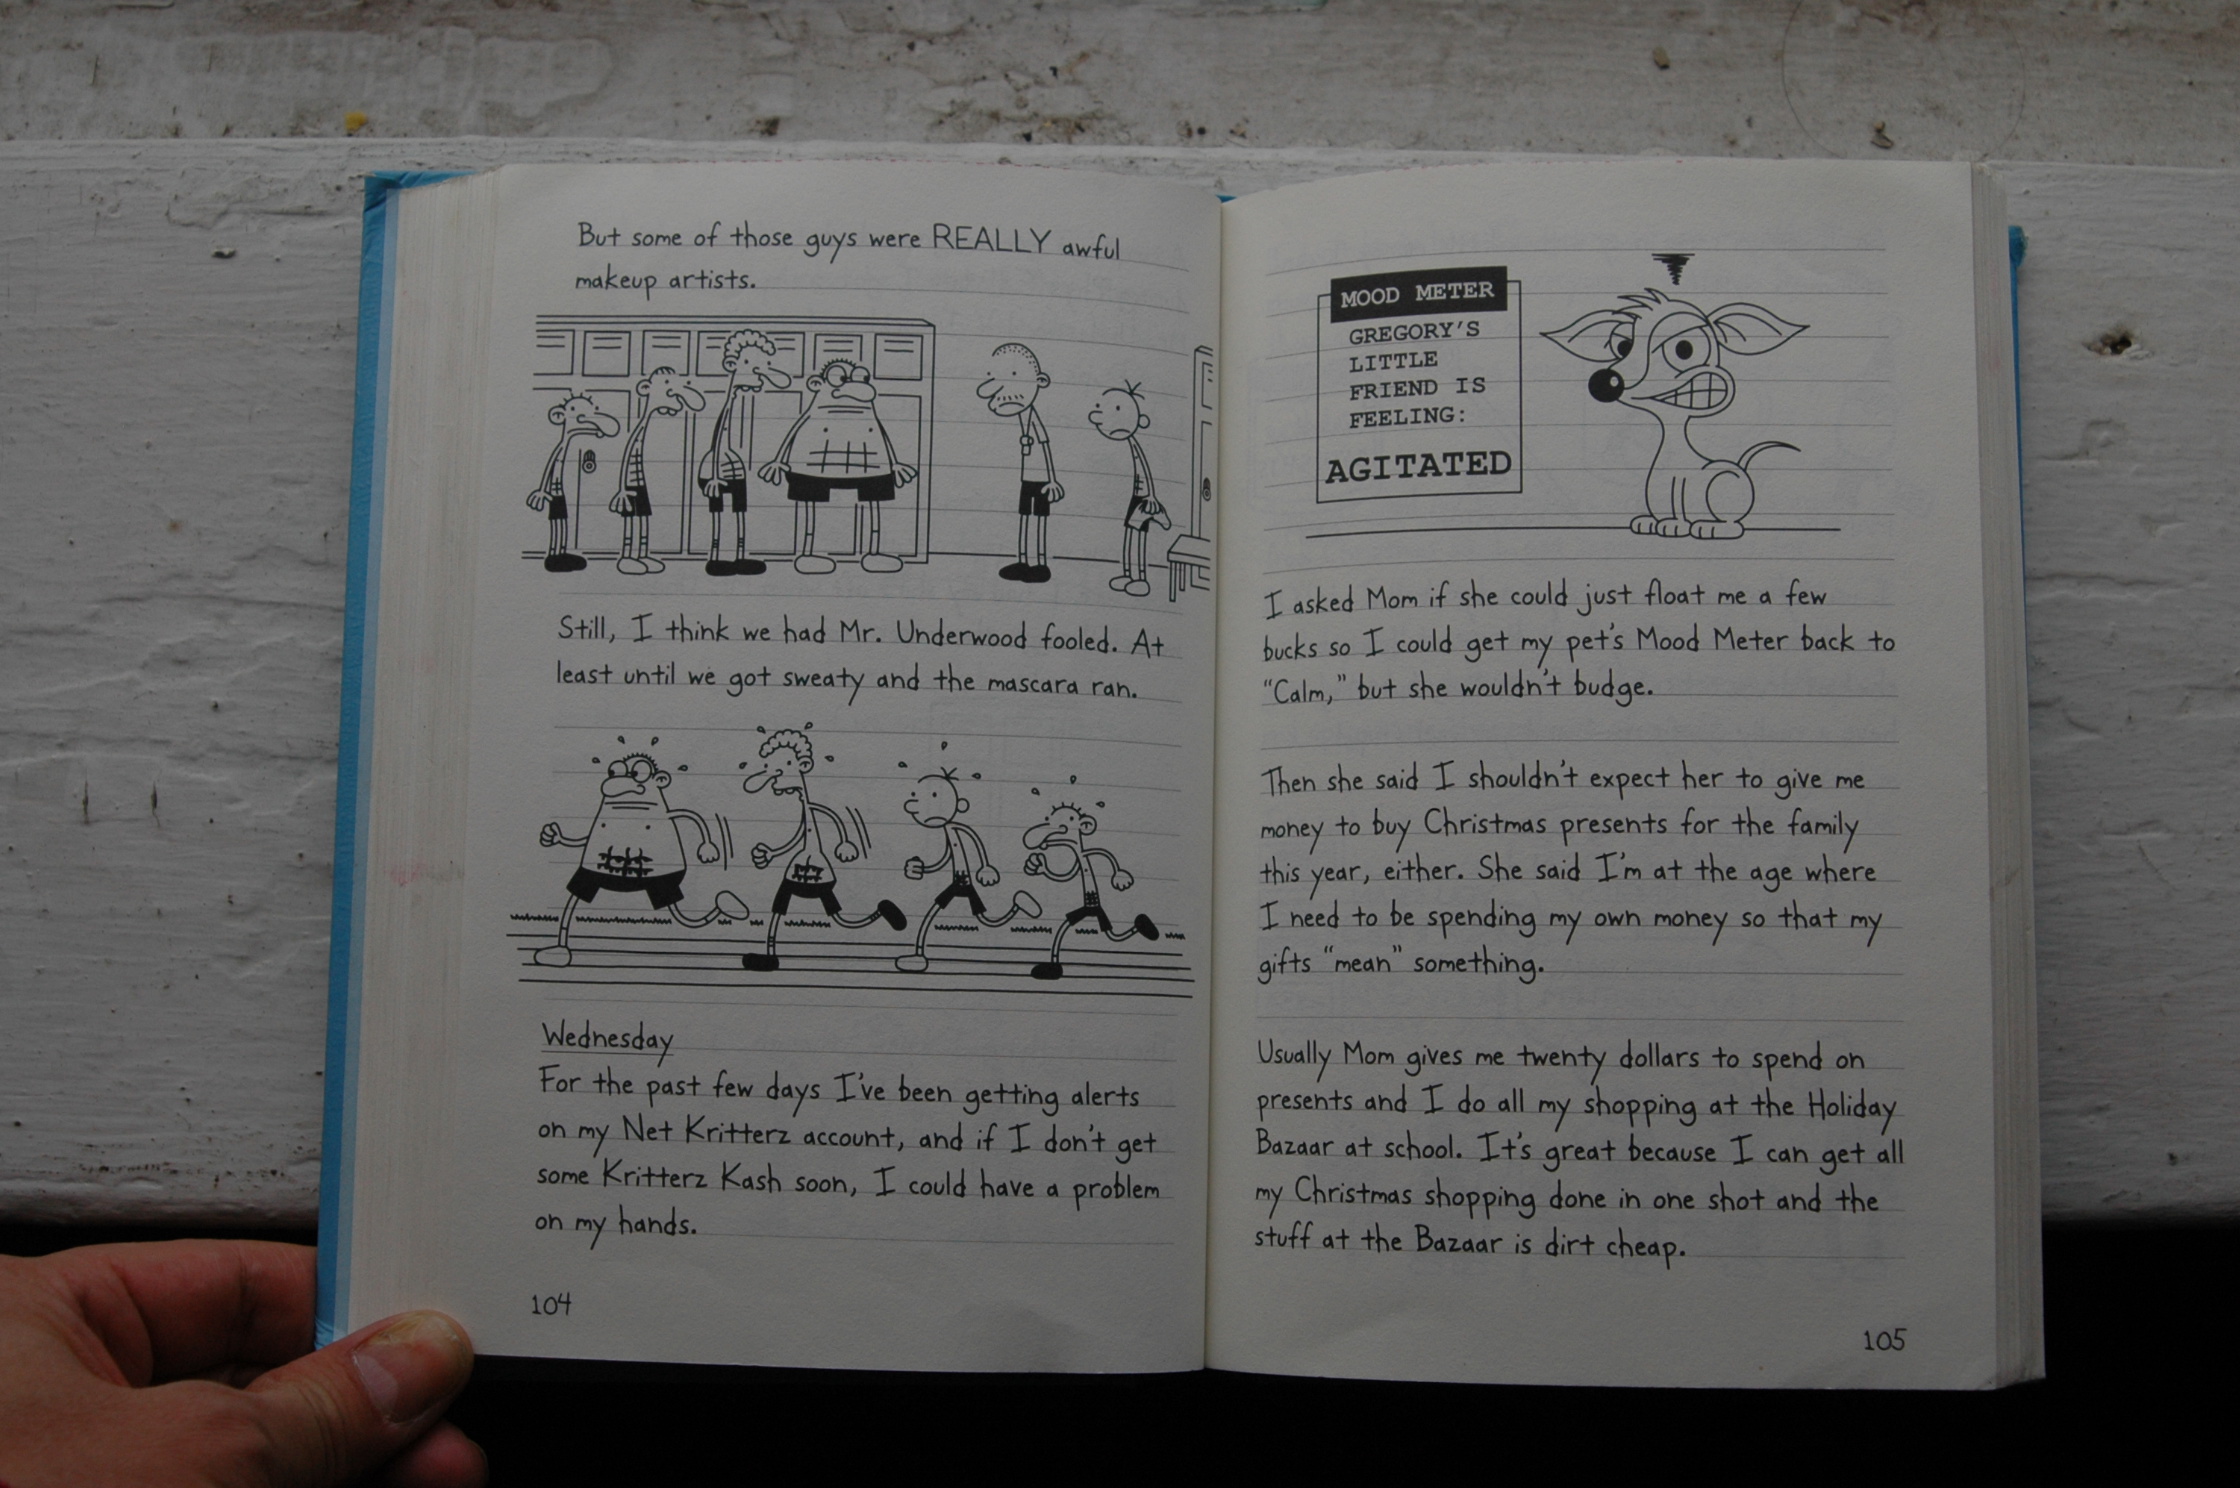 But some of those guys were REALLY awful
makeup artists.
Still, I think we had Mr. Underwood fooled. At
least until we got sweaty and the mascara ran.
Wednesday
For the past few days I've been getting alerts
on my Net Kritterz account, and if I don't get
some Kritterz Kash soon, I could have a problem
on my hands.
104
MOOD METER
GREGORY'S
LITTLE
FRIEND IS
FEELING:
AGITATED
I asked Mom if she could just float me a few
bucks so I could get my pet's Mood Meter back to
"Calm," but she wouldn't budge.
Then she said I shouldn't expect her to give me
money to buy Christmas presents for the family
this year, either. She said I'm at the age where
I need to be spending my own money so that my
gifts "mean" something.
Usually Mom gives me twenty dollars to spend on
presents and I do all my shopping at the Holiday
Bazaar at school. It's great because I can get all
my Christmas shopping done in one shot and the
stuff at the Bazaar is dirt cheap.
105